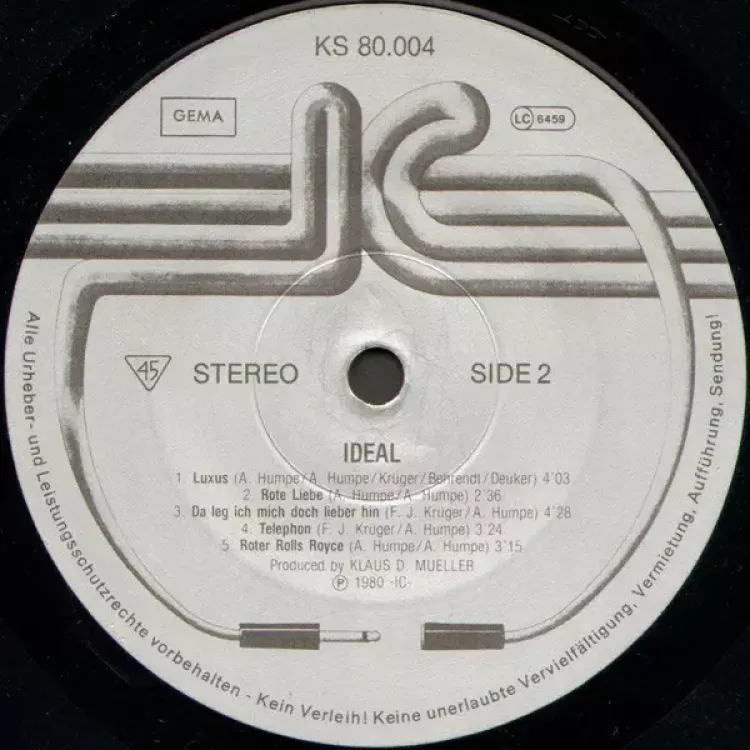 KS 80.004
GEMA
LC 6459
45 STEREO SIDE 2
IDEAL
1. Luxus (A. Humpe/A. Humpe/Krüger/Behrendt/Deuker) 4'03
2. Rote Liebe (A. Humpe/A. Humpe) 2'36
3. Da leg ich mich doch lieber hin (F. J. Krüger/A. Humpe) 4'28
4. Telephon (F. J. Krüger/A. Humpe) 3'24
5. Roter Rolls Royce (A. Humpe/A. Humpe) 3'15
Produced by KLAUS D. MUELLER
℗ 1980 -IC-
Alle Urheber- und Leistungsschutzrechte vorbehalten - Kein Verleih! Keine unerlaubte Vervielfältigung, Vermietung, Aufführung, Sendung!